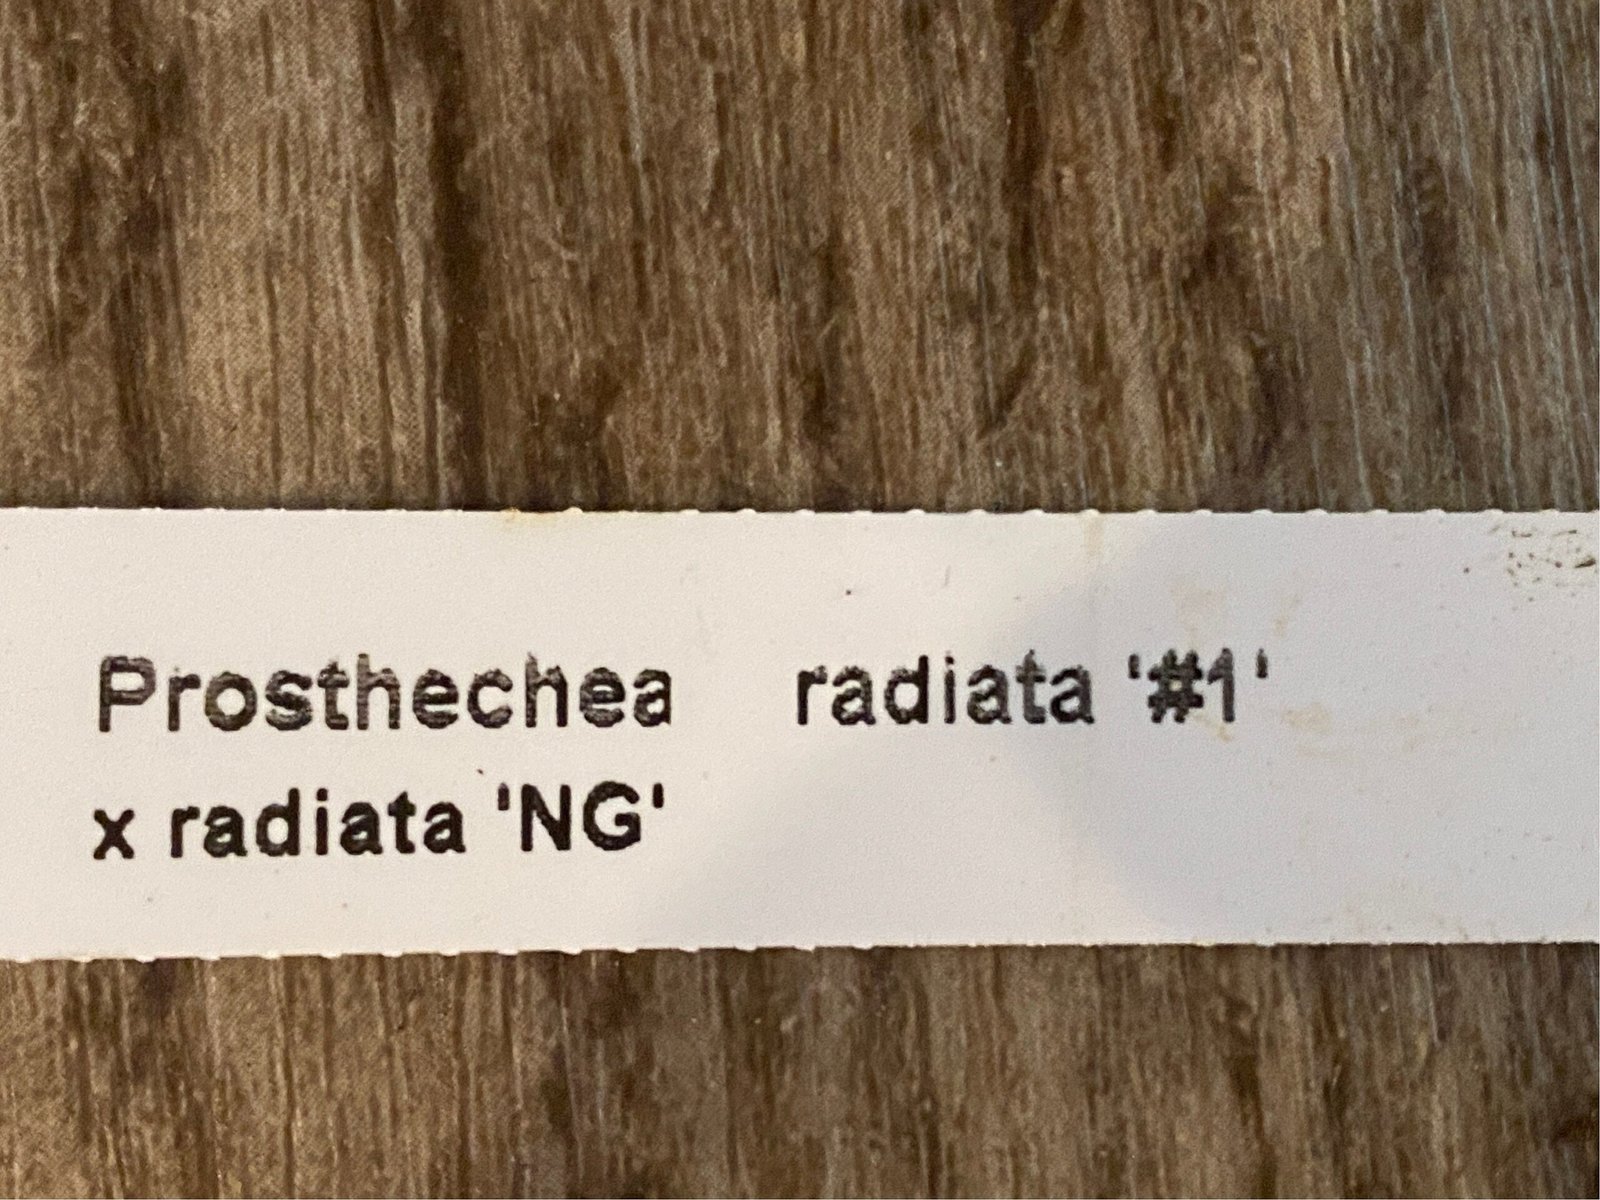 Prosthechea radiata '#1'
x radiata 'NG'